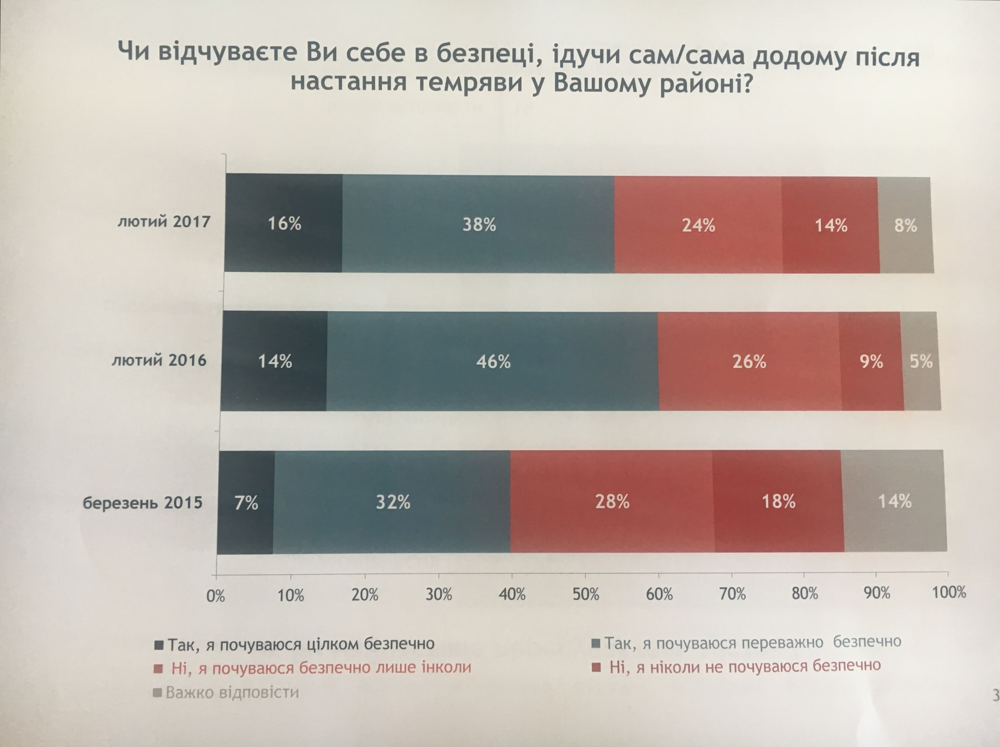 Чи відчуваєте Ви себе в безпеці, ідучи сам/сама додому після
настання темряви у Вашому районі?
лютий 2017 16% 38% 24% 14% 8%
лютий 2016 14% 46% 26% 9% 5%
березень 2015 7% 32% 28% 18% 14%
0% 10% 20% 30% 40% 50% 60% 70% 80% 90% 100%
Так, я почуваюся цілком безпечно Так, я почуваюся переважно безпечно
Ні, я почуваюся безпечно лише інколи Ні, я ніколи не почуваюся безпечно
Важко відповісти